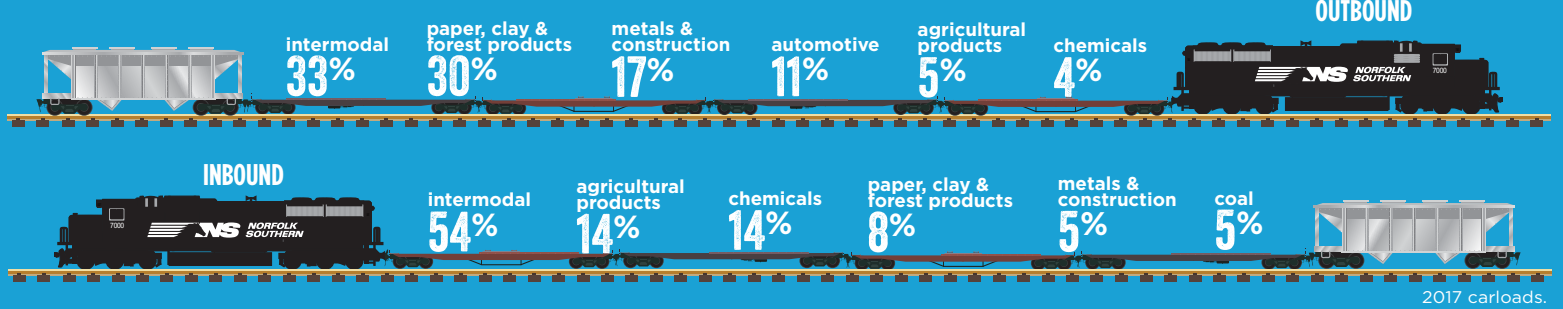 OUTBOUND
intermodal
33%
paper, clay &
forest products
30%
metals &
construction
17%
automotive
11%
agricultural
products
5%
chemicals
4%
7000
NS NORFOLK
SOUTHERN
INBOUND
7000
NS NORFOLK
SOUTHERN
intermodal
54%
agricultural
products
14%
chemicals
14%
paper, clay &
forest products
8%
metals &
construction
5%
coal
5%
2017 carloads.